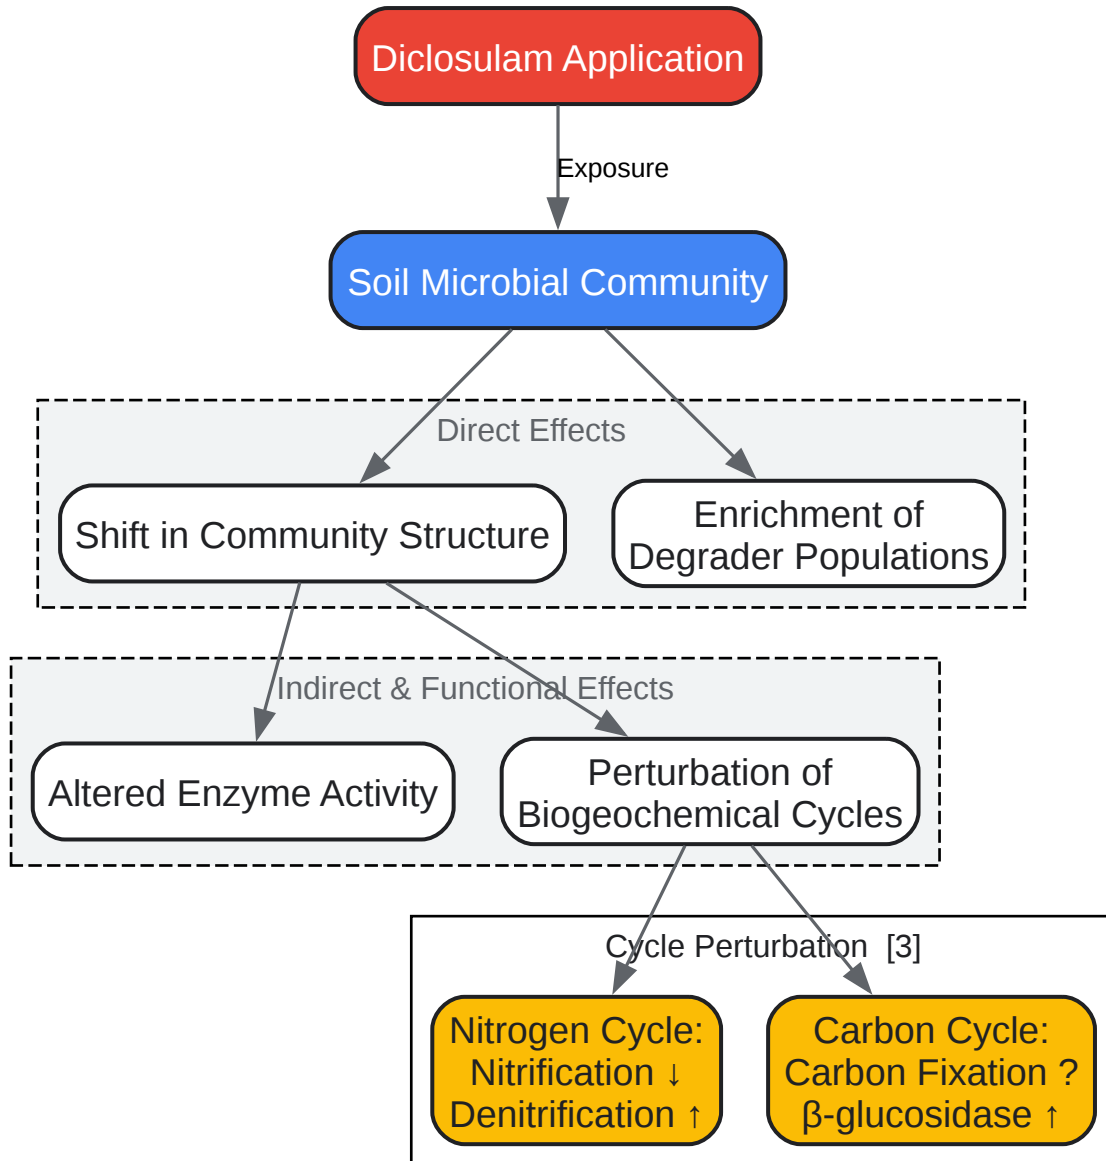 Diclosulam Application
Exposure
Soil Microbial Community
Direct Effects
Shift in Community Structure
Enrichment of
Degrader Populations
Indirect & Functional Effects
Altered Enzyme Activity
Perturbation of
Biogeochemical Cycles
Cycle Perturbation [3]
Nitrogen Cycle:
Nitrification ↓
Denitrification ↑
Carbon Cycle:
Carbon Fixation ?
β-glucosidase ↑